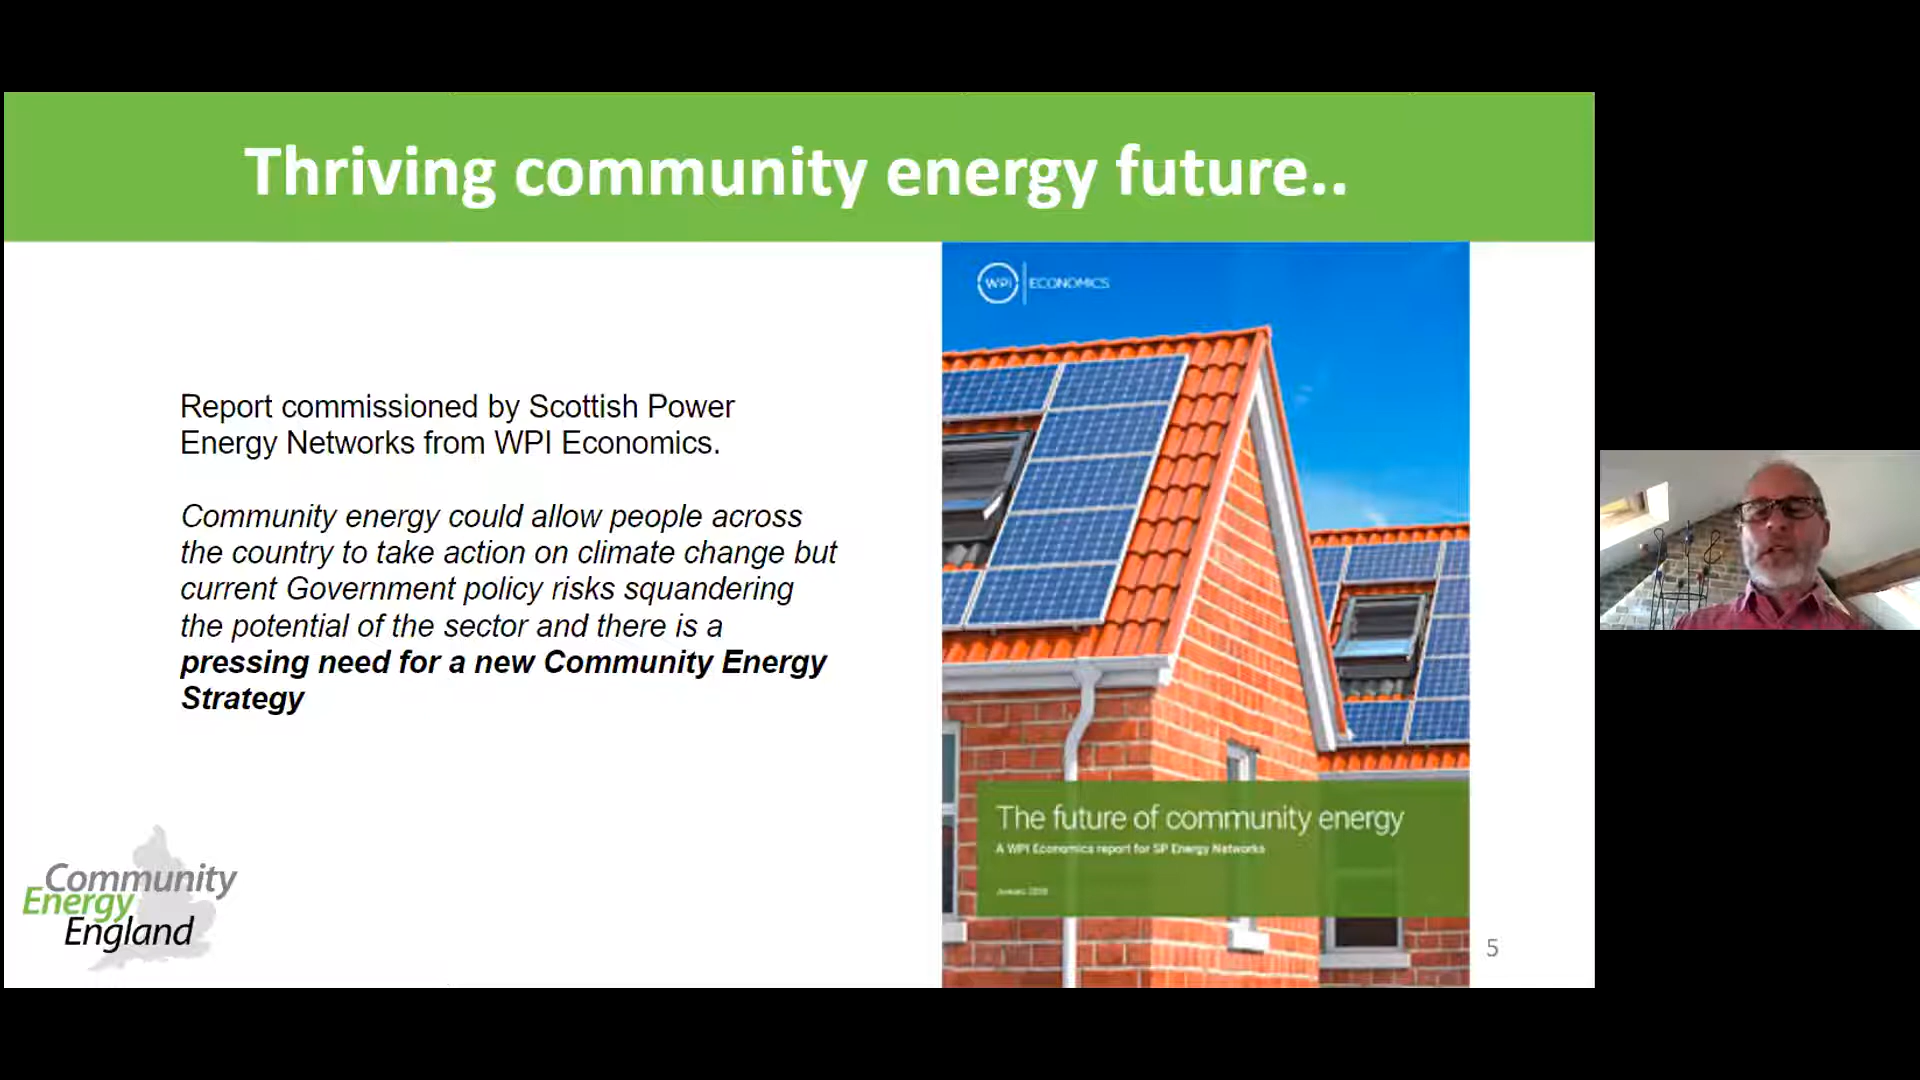 Thriving community energy future..
Report commissioned by Scottish Power
Energy Networks from WPI Economics.
Community energy could allow people across
the country to take action on climate change but
current Government policy risks squandering
the potential of the sector and there is a
pressing need for a new Community Energy
Strategy
WPI ECONOMICS
The future of community energy
A WPI Economics report for SP Energy Networks
Community
Energy
England
5